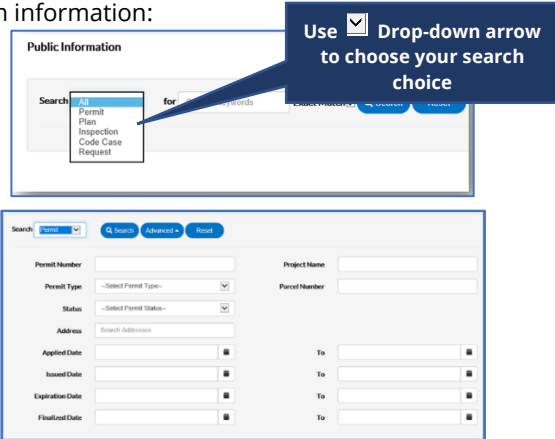 n information:
Use Drop-down arrow
to choose your search
choice
Public Information
Search All for Keywords Exact Match Search Reset
Permit
Plan
Inspection
Code Case
Request
Search Permit Search Advanced Reset
Permit Number Project Name
Permit Type --Select Permit Type-- Parcel Number
Status --Select Permit Status--
Address Search Addresses
Applied Date To
Issued Date To
Expiration Date To
Finalized Date To